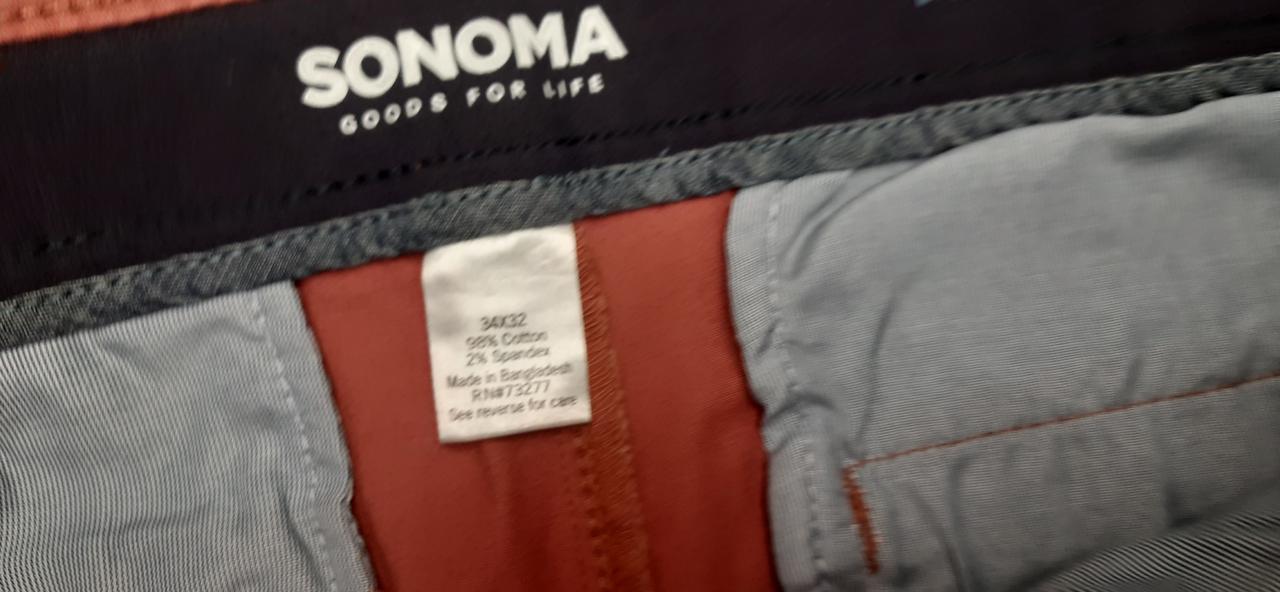 SONOMA
GOODS FOR LIFE
34X32
98% Cotton
2% Spandex
Made in Bangladesh
RN#73277
See reverse for care